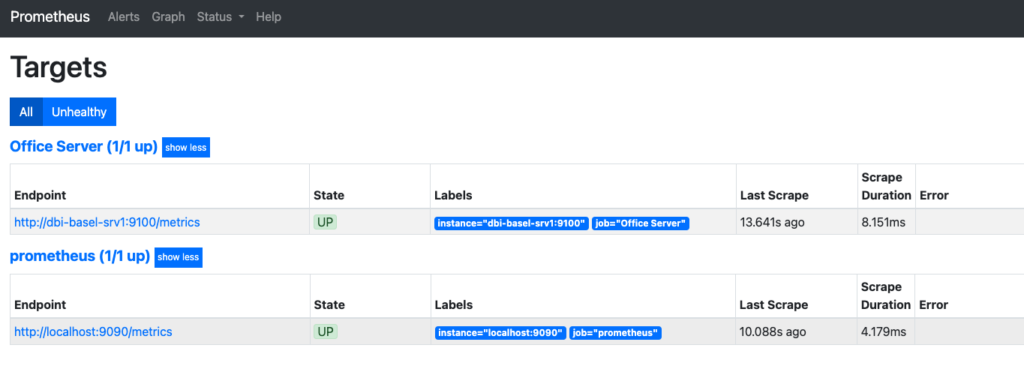 Prometheus Alerts Graph Status Help
Targets
All Unhealthy
Office Server (1/1 up) show less
Endpoint State Labels Last Scrape Scrape Duration Error
http://dbi-basel-srv1:9100/metrics UP instance="dbi-basel-srv1:9100" job="Office Server" 13.641s ago 8.151ms
prometheus (1/1 up) show less
Endpoint State Labels Last Scrape Scrape Duration Error
http://localhost:9090/metrics UP instance="localhost:9090" job="prometheus" 10.088s ago 4.179ms